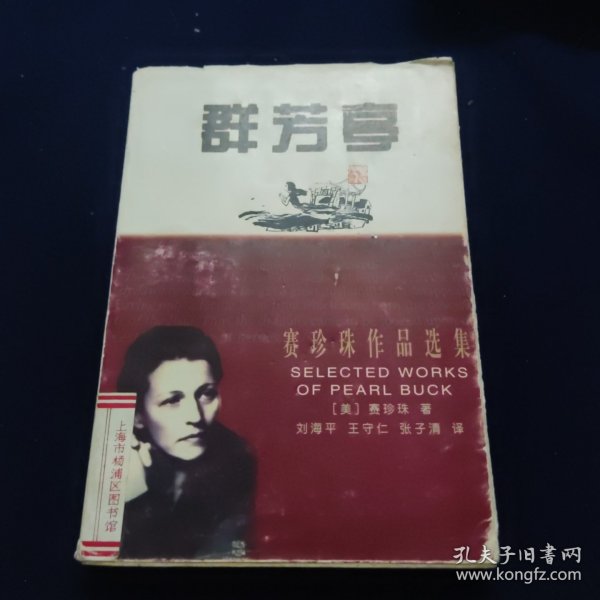 群芳亭
赛珍珠作品选集
SELECTED WORKS
OF PEARL BUCK
[美] 赛珍珠 著
刘海平 王守仁 张子清 译
上海市杨浦区图书馆
孔夫子旧书网
www.kongfz.com